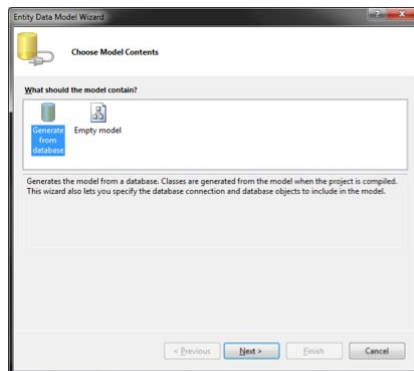 Entity Data Model Wizard
Choose Model Contents
What should the model contain?
Generate from database
Empty model
Generates the model from a database. Classes are generated from the model when the project is compiled.
This wizard also lets you specify the database connection and database objects to include in the model.
< Previous
Next >
Finish
Cancel